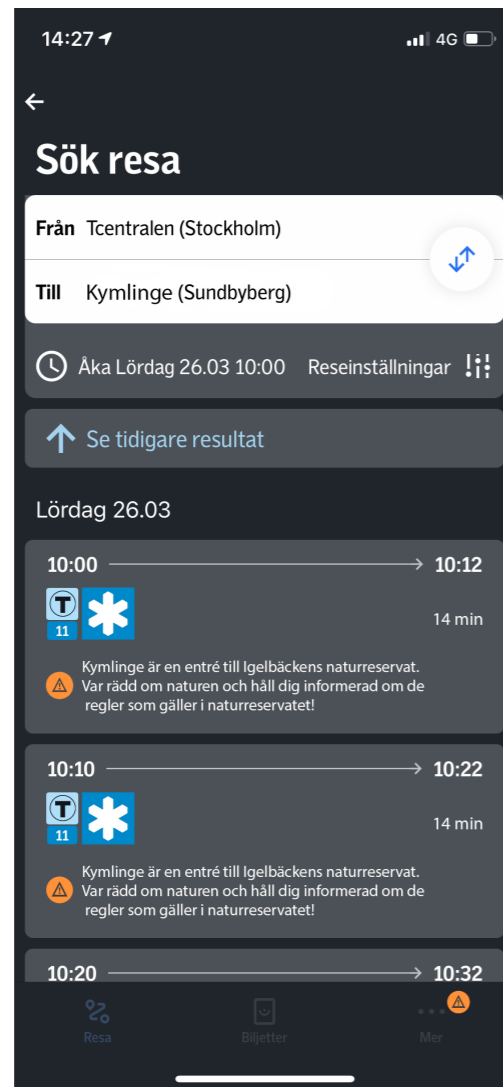 14:27
4G
Sök resa
Från Tcentralen (Stockholm)
Till Kymlinge (Sundbyberg)
Åka Lördag 26.03 10:00 Reseinställningar
Se tidigare resultat
Lördag 26.03
10:00 10:12
T
11
14 min
Kymlinge är en entré till Igelbäckens naturreservat.
Var rädd om naturen och håll dig informerad om de
regler som gäller i naturreservatet!
10:10 10:22
T
11
14 min
Kymlinge är en entré till Igelbäckens naturreservat.
Var rädd om naturen och håll dig informerad om de
regler som gäller i naturreservatet!
10:20 10:32
Resa Biljetter Mer